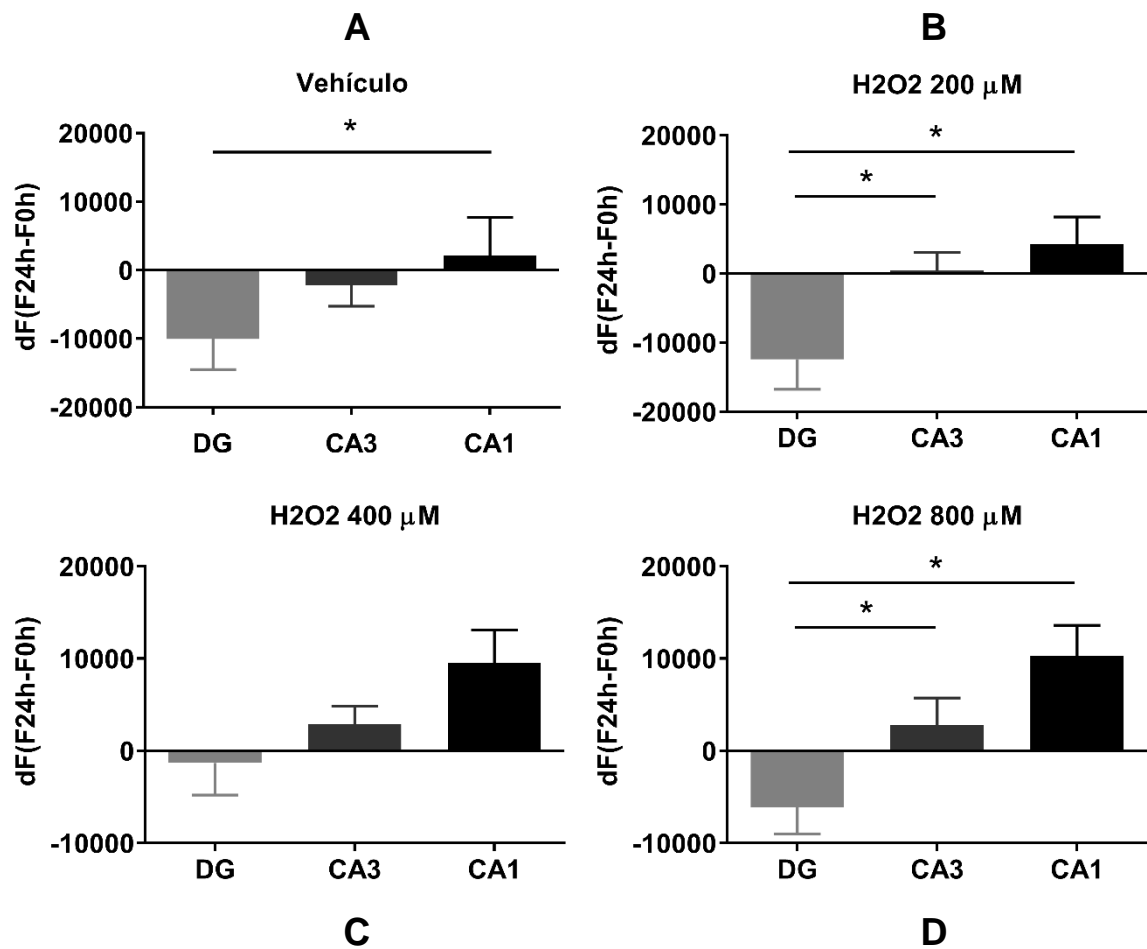 A
Vehículo
*
20000
10000
0
-10000
-20000
dF(F24h-F0h)
DG CA3 CA1
B
H2O2 200 μM
*
*
20000
10000
0
-10000
-20000
dF(F24h-F0h)
DG CA3 CA1
H2O2 400 μM
20000
10000
0
-10000
dF(F24h-F0h)
DG CA3 CA1
C
H2O2 800 μM
*
*
20000
10000
0
-10000
dF(F24h-F0h)
DG CA3 CA1
D